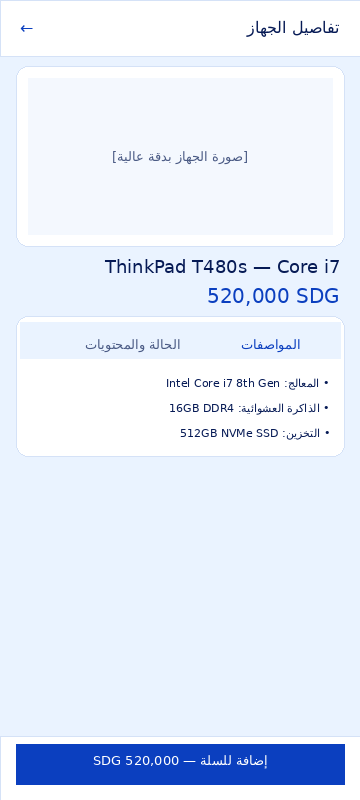 تفاصيل الجهاز ←
[صورة الجهاز بدقة عالية]
ThinkPad T480s — Core i7
520,000 SDG
المواصفات الحالة والمحتويات
• المعالج: Intel Core i7 8th Gen
• الذاكرة العشوائية: 16GB DDR4
• التخزين: 512GB NVMe SSD
إضافة للسلة — 520,000 SDG